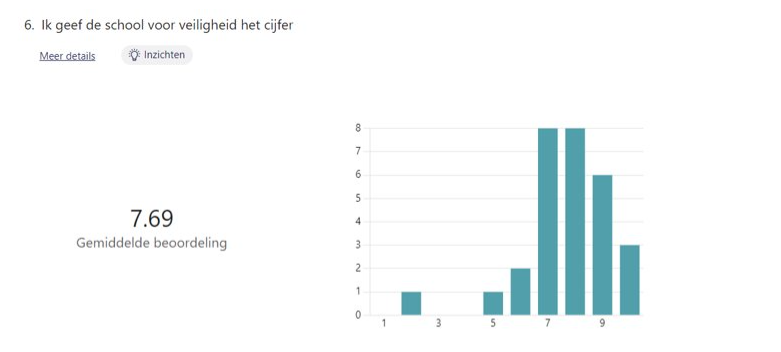 6. Ik geef de school voor veiligheid het cijfer
Meer details
Inzichten
7.69
Gemiddelde beoordeling
8
7
6
5
4
3
2
1
0
1 3 5 7 9